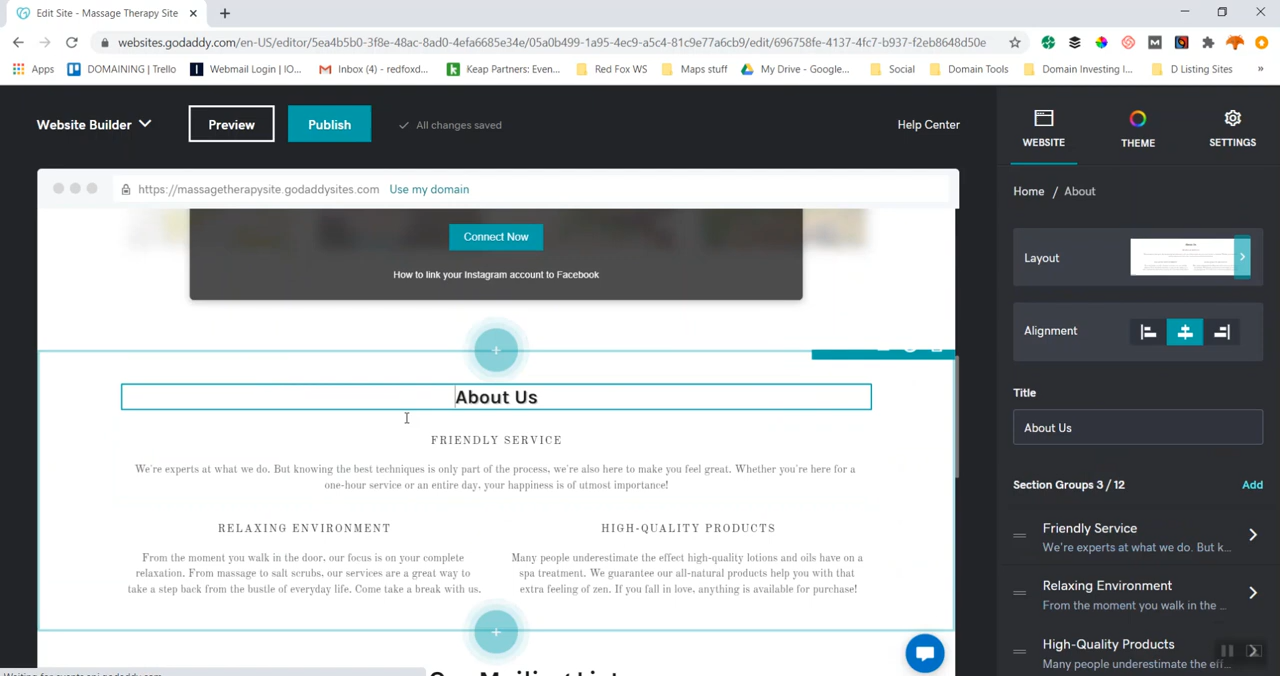 Edit Site - Massage Therapy Site
websites.godaddy.com/en-US/editor/5ea4b5b0-3f8e-48ac-8ad0-4efa6685e34e/05a0b499-1a95-4ec9-a5c4-81c9e77a6cb9/edit/696758fe-4137-4fc7-b937-f2eb8648d50e
Apps DOMAINING | Trello Webmail Login | IO... Inbox (4) - redfoxd... Keap Partners: Even... Red Fox WS Maps stuff My Drive - Google... Social Domain Tools Domain Investing I... D Listing Sites »
Website Builder Preview Publish All changes saved Help Center
WEBSITE THEME SETTINGS
https://massagetherapysite.godaddysites.com Use my domain
Home / About
Connect Now
How to link your Instagram account to Facebook
Layout
Alignment
About Us
Title
About Us
FRIENDLY SERVICE
We're experts at what we do. But knowing the best techniques is only part of the process, we're also here to make you feel great. Whether you're here for a
one-hour service or an entire day, your happiness is of utmost importance!
Section Groups 3 / 12 Add
RELAXING ENVIRONMENT
From the moment you walk in the door, our focus is on your complete
relaxation. From massage to salt scrubs, our services are a great way to
take a step back from the bustle of everyday life. Come take a break with us.
HIGH-QUALITY PRODUCTS
Many people underestimate the effect high-quality lotions and oils have on a
spa treatment. We guarantee our all-natural products help you with that
extra feeling of zen. If you fall in love, anything is available for purchase!
Friendly Service
We're experts at what we do. But k...
Relaxing Environment
From the moment you walk in the ...
High-Quality Products
Many people underestimate the eff...
Our Mailing List